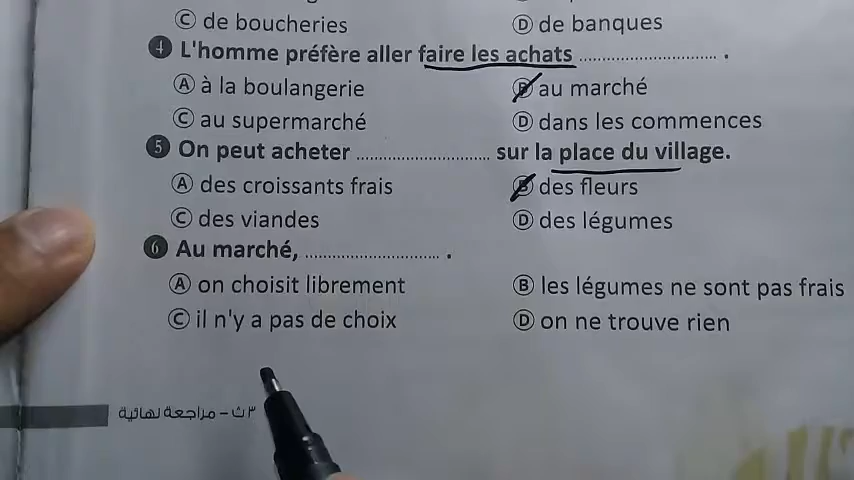 Ⓒ de boucheries Ⓓ de banques
4 L'homme préfère aller faire les achats ............................ .
Ⓐ à la boulangerie Ⓑ au marché
Ⓒ au supermarché Ⓓ dans les commences
5 On peut acheter ............................ sur la place du village.
Ⓐ des croissants frais Ⓑ des fleurs
Ⓒ des viandes Ⓓ des légumes
6 Au marché, ............................ .
Ⓐ on choisit librement Ⓑ les légumes ne sont pas frais
Ⓒ il n'y a pas de choix Ⓓ on ne trouve rien
٣ث – مراجعة نهائية